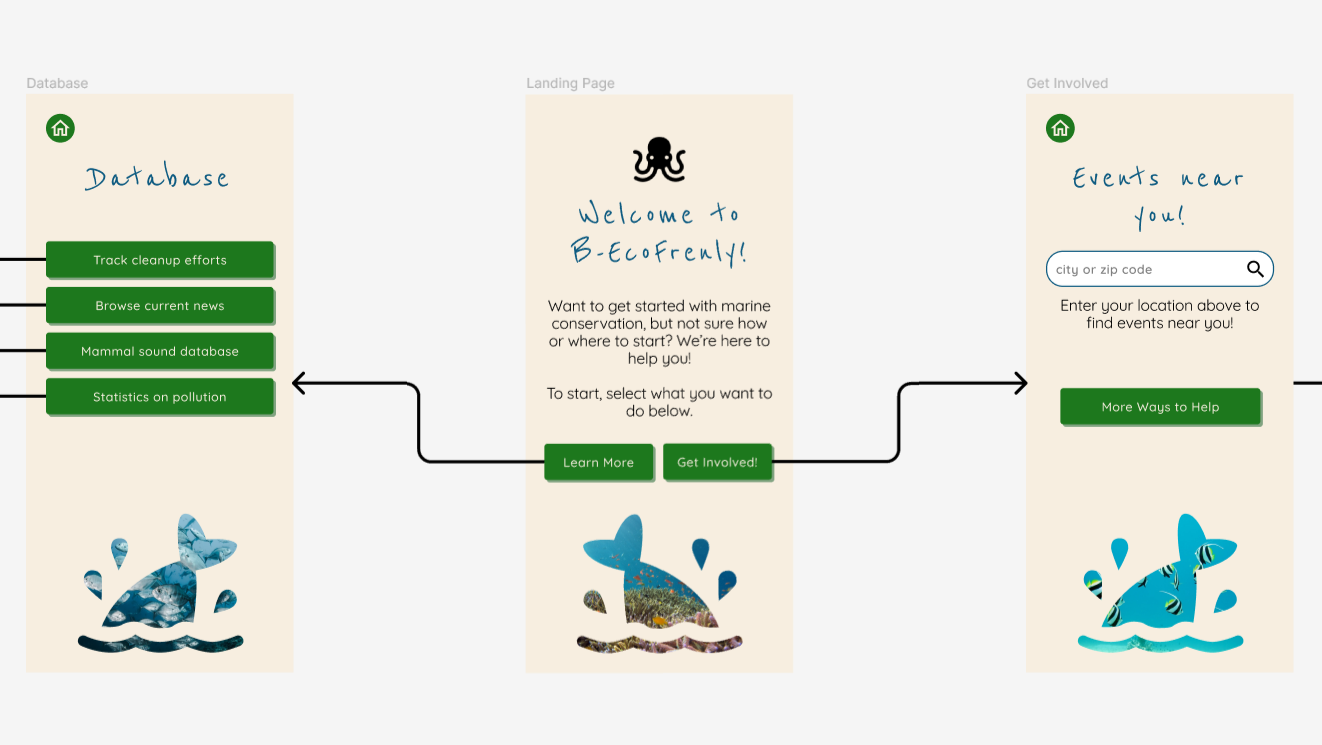 Database
Database
Track cleanup efforts
Browse current news
Mammal sound database
Statistics on pollution
Landing Page
Welcome to
B-EcoFrenly!
Want to get started with marine
conservation, but not sure how
or where to start? We're here to
help you!
To start, select what you want to
do below.
Learn More
Get Involved!
Get Involved
Events near
you!
city or zip code
Enter your location above to
find events near you!
More Ways to Help